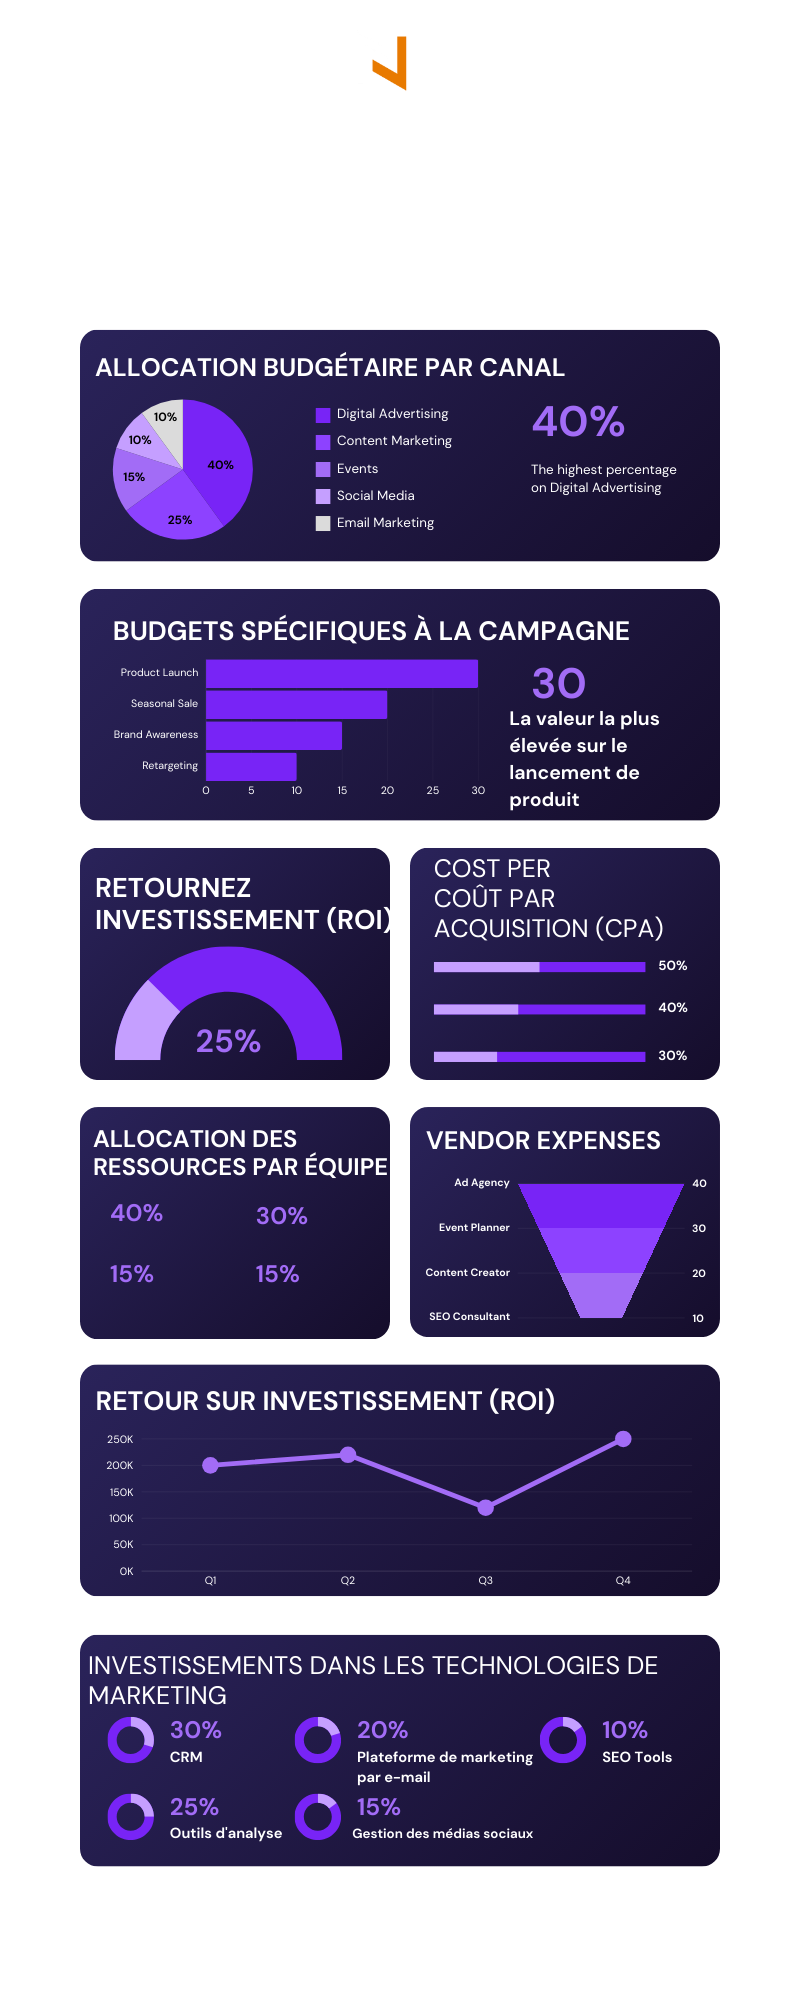 ALLOCATION BUDGÉTAIRE PAR CANAL
10%
10%
40%
15%
25%
Digital Advertising
Content Marketing
Events
Social Media
Email Marketing
40%
The highest percentage
on Digital Advertising
BUDGETS SPÉCIFIQUES À LA CAMPAGNE
Product Launch
Seasonal Sale
Brand Awareness
Retargeting
0 5 10 15 20 25 30
30
La valeur la plus
élevée sur le
lancement de
produit
RETOURNEZ
INVESTISSEMENT (ROI)
25%
COST PER
COÛT PAR
ACQUISITION (CPA)
50%
40%
30%
ALLOCATION DES
RESSOURCES PAR ÉQUIPE
40% 30%
15% 15%
VENDOR EXPENSES
Ad Agency 40
Event Planner 30
Content Creator 20
SEO Consultant 10
RETOUR SUR INVESTISSEMENT (ROI)
250K
200K
150K
100K
50K
0K
Q1 Q2 Q3 Q4
INVESTISSEMENTS DANS LES TECHNOLOGIES DE
MARKETING
30%
CRM
20%
Plateforme de marketing
par e-mail
10%
SEO Tools
25%
Outils d'analyse
15%
Gestion des médias sociaux